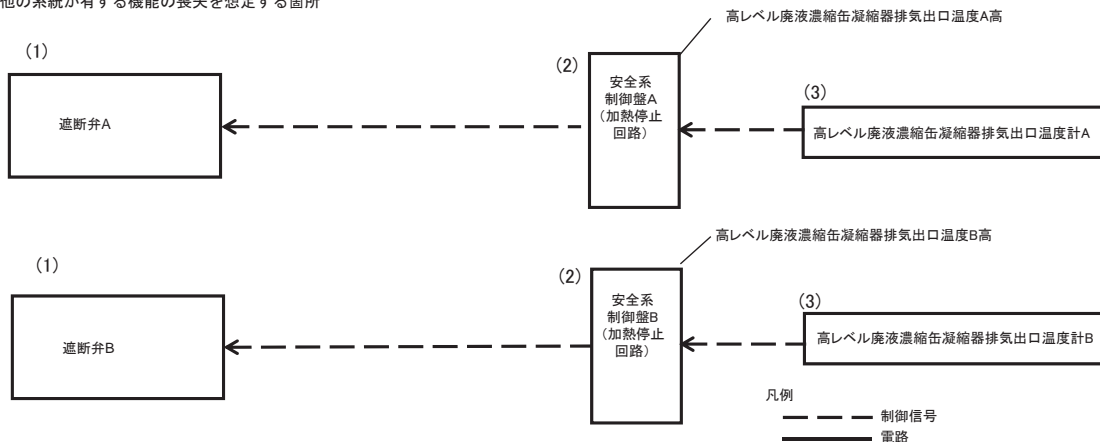 他の系統が有する機能の喪失を想定する箇所
高レベル廃液濃縮缶凝縮器排気出口温度A高
(1)
遮断弁A
(2)
安全系
制御盤A
(加熱停止
回路)
(3)
高レベル廃液濃縮缶凝縮器排気出口温度計A
高レベル廃液濃縮缶凝縮器排気出口温度B高
(1)
遮断弁B
(2)
安全系
制御盤B
(加熱停止
回路)
(3)
高レベル廃液濃縮缶凝縮器排気出口温度計B
凡例
制御信号
電路